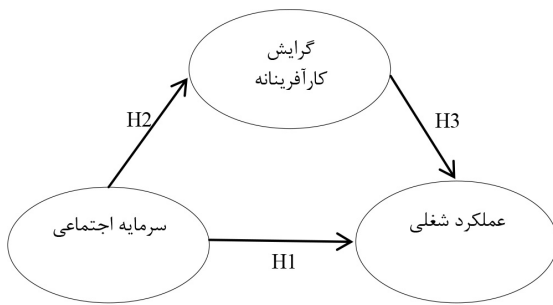 گرایش
کارآفرینانه
H2
H3
سرمایه اجتماعی
عملکرد شغلی
H1